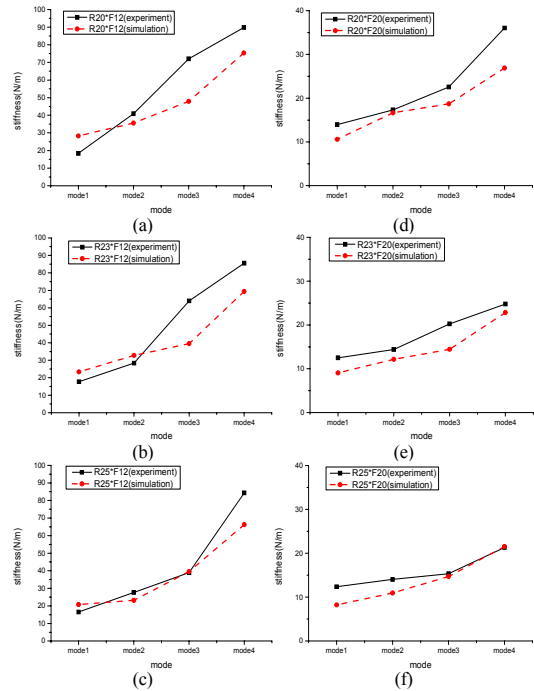 R20*F12(experiment)
R20*F12(simulation)
stiffness(N/m)
100
90
80
70
60
50
40
30
20
10
0
mode1 mode2 mode3 mode4
mode
(a)
R20*F20(experiment)
R20*F20(simulation)
stiffness(N/m)
40
30
20
10
0
mode1 mode2 mode3 mode4
mode
(d)
R23*F12(experiment)
R23*F12(simulation)
stiffness(N/m)
100
90
80
70
60
50
40
30
20
10
0
mode1 mode2 mode3 mode4
mode
(b)
R23*F20(experiment)
R23*F20(simulation)
stiffness(N/m)
40
30
20
10
0
mode1 mode2 mode3 mode4
mode
(e)
R25*F12(experiment)
R25*F12(simulation)
stiffness(N/m)
100
90
80
70
60
50
40
30
20
10
0
mode1 mode2 mode3 mode4
mode
(c)
R25*F20(experiment)
R25*F20(simulation)
stiffness(N/m)
40
30
20
10
0
mode1 mode2 mode3 mode4
mode
(f)